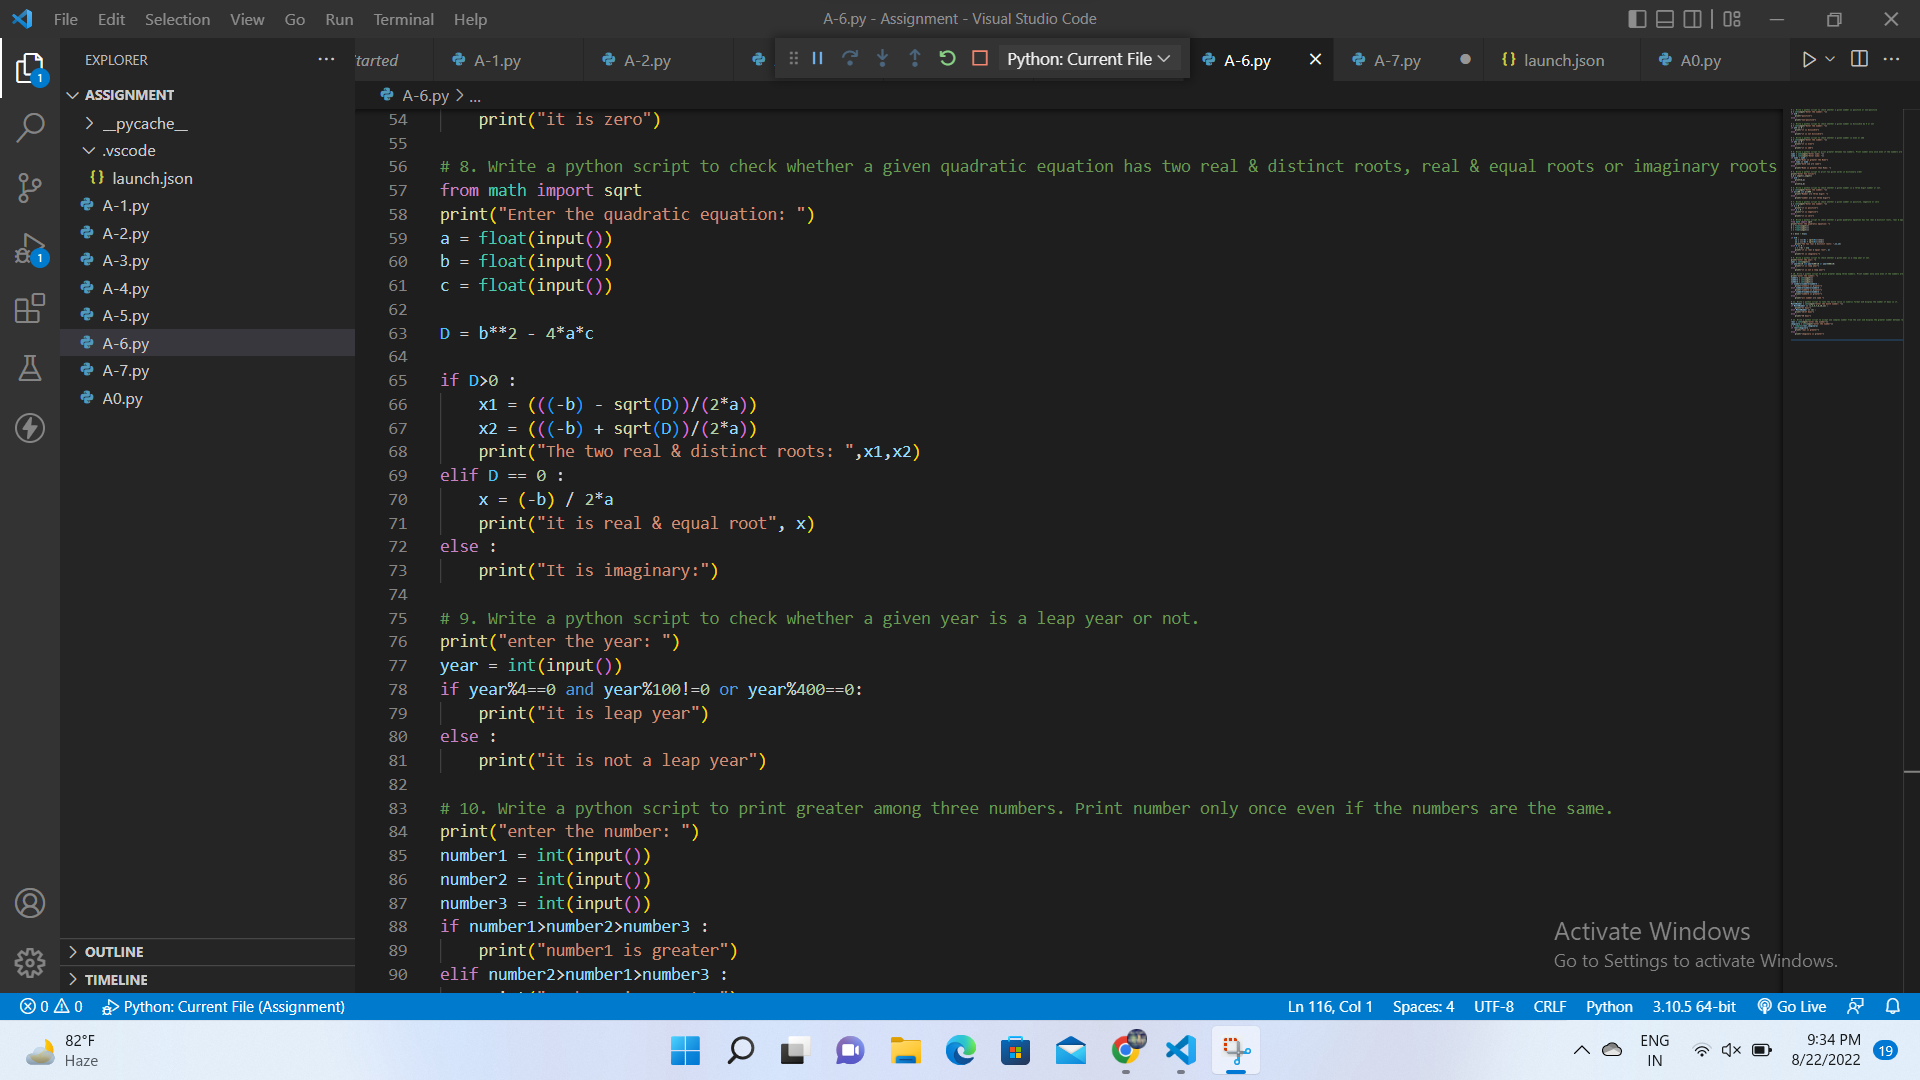 File Edit Selection View Go Run Terminal Help
A-6.py - Assignment - Visual Studio Code
EXPLORER
tarted
A-1.py
A-2.py
Python: Current File
A-6.py
A-7.py
launch.json
A0.py
1
ASSIGNMENT
__pycache__
.vscode
launch.json
A-1.py
A-2.py
A-3.py
A-4.py
A-5.py
A-6.py
A-7.py
A0.py
1
OUTLINE
TIMELINE
A-6.py > ...
54 print("it is zero")
55
56 # 8. Write a python script to check whether a given quadratic equation has two real & distinct roots, real & equal roots or imaginary roots
57 from math import sqrt
58 print("Enter the quadratic equation: ")
59 a = float(input())
60 b = float(input())
61 c = float(input())
62
63 D = b**2 - 4*a*c
64
65 if D>0 :
66 x1 = (((-b) - sqrt(D))/(2*a))
67 x2 = (((-b) + sqrt(D))/(2*a))
68 print("The two real & distinct roots: ",x1,x2)
69 elif D == 0 :
70 x = (-b) / 2*a
71 print("it is real & equal root", x)
72 else :
73 print("It is imaginary:")
74
75 # 9. Write a python script to check whether a given year is a leap year or not.
76 print("enter the year: ")
77 year = int(input())
78 if year%4==0 and year%100!=0 or year%400==0:
79 print("it is leap year")
80 else :
81 print("it is not a leap year")
82
83 # 10. Write a python script to print greater among three numbers. Print number only once even if the numbers are the same.
84 print("enter the number: ")
85 number1 = int(input())
86 number2 = int(input())
87 number3 = int(input())
88 if number1>number2>number3 :
89 print("number1 is greater")
90 elif number2>number1>number3 :
Activate Windows
Go to Settings to activate Windows.
0 0 Python: Current File (Assignment)
Ln 116, Col 1 Spaces: 4 UTF-8 CRLF Python 3.10.5 64-bit Go Live
82°F
Haze
ENG
IN
9:34 PM
8/22/2022
19